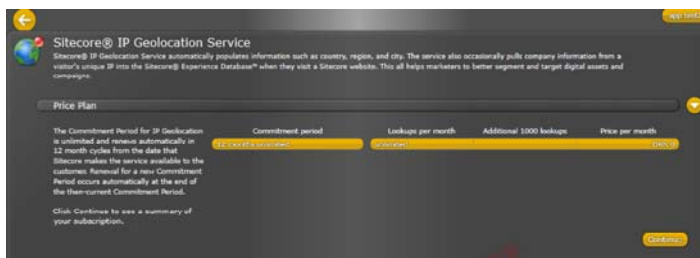 app test
Sitecore® IP Geolocation Service
Sitecore® IP Geolocation Service automatically populates information such as country, region, and city. The service also occasionally pulls company information from a
visitor's unique IP into the Sitecore® Experience Database™ when they visit a Sitecore website. This all helps marketers to better segment and target digital assets and
campaigns.
Price Plan
The Commitment Period for IP Geolocation
is unlimited and renews automatically in
12 month cycles from the date that
Sitecore makes the service available to the
customer. Renewal for a new Commitment
Period occurs automatically at the end of
the then-current Commitment Period.
Click Continue to see a summary of
your subscription.
Commitment period Lookups per month Additional 1000 lookups Price per month
12 months unlimited unlimited
Continue